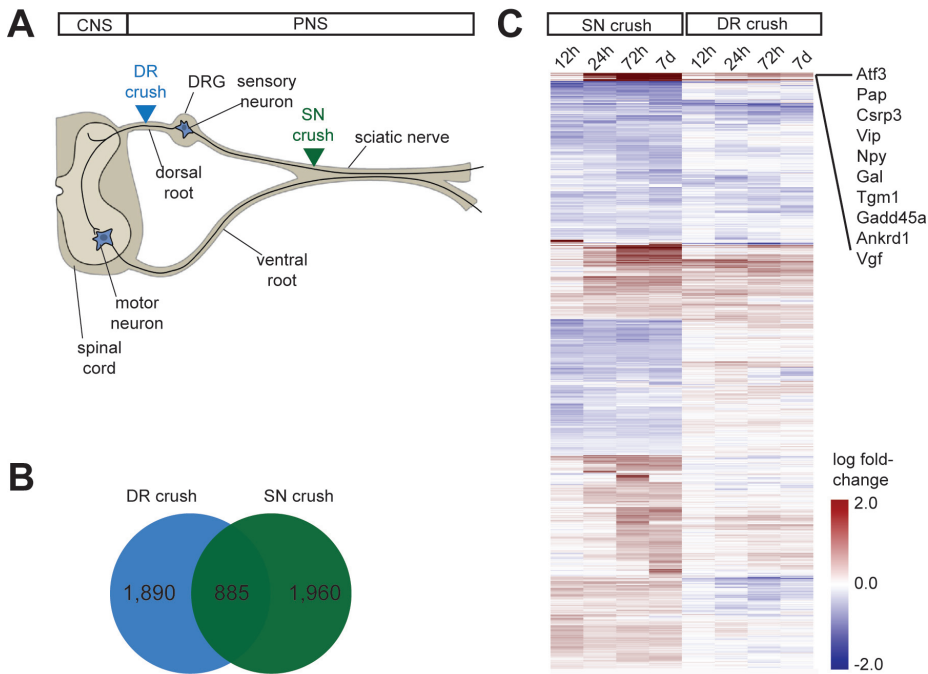 A
CNS
PNS
DR
crush
DRG
sensory
neuron
SN
crush
sciatic nerve
dorsal
root
ventral
root
motor
neuron
spinal
cord
B
DR crush
SN crush
1,890
885
1,960
C
SN crush
DR crush
12h
24h
72h
7d
12h
24h
72h
7d
Atf3
Pap
Csrp3
Vip
Npy
Gal
Tgm1
Gadd45a
Ankrd1
Vgf
log fold-
change
2.0
0.0
-2.0